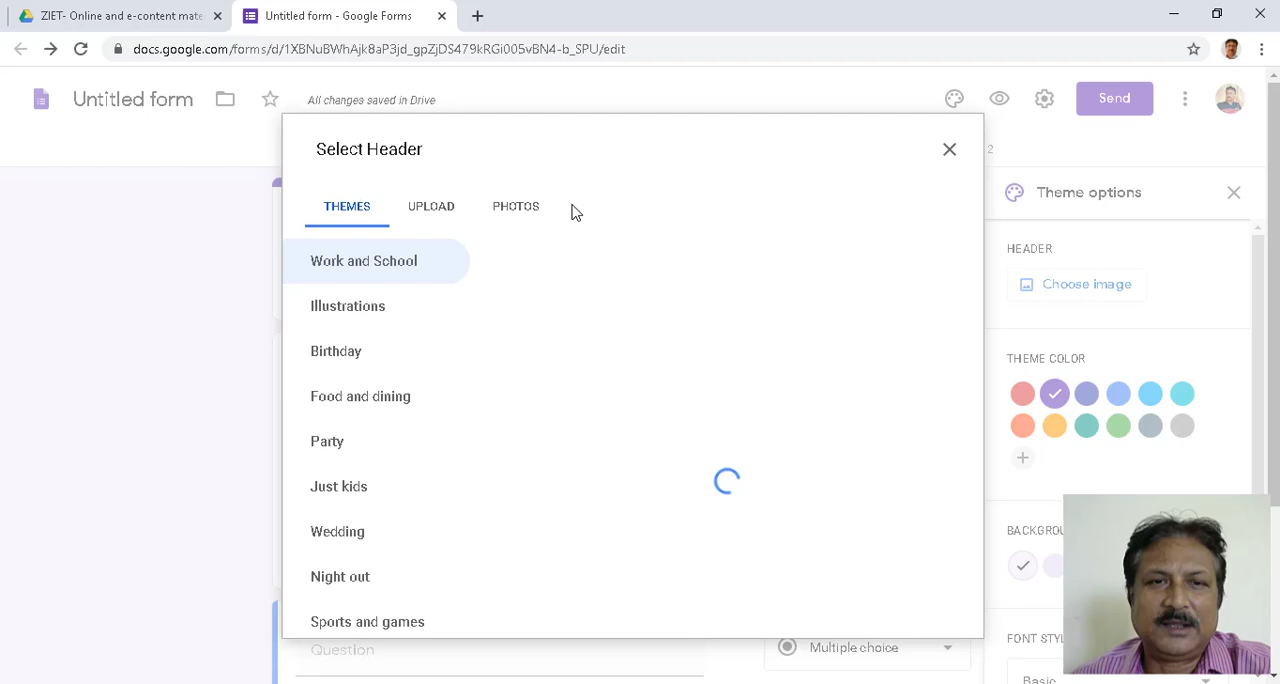 ZIET- Online and e-content mate
Untitled form - Google Forms
docs.google.com/forms/d/1XBNuBWhAjk8aP3jd_gpZjDS479kRGi005vBN4-b_SPU/edit
Untitled form
All changes saved in Drive
Send
Select Header
2
THEMES
UPLOAD
PHOTOS
Theme options
Work and School
Illustrations
Birthday
Food and dining
Party
Just kids
Wedding
Night out
Sports and games
HEADER
Choose image
THEME COLOR
BACKGROU
FONT STYL
Basic
Question
Multiple choice